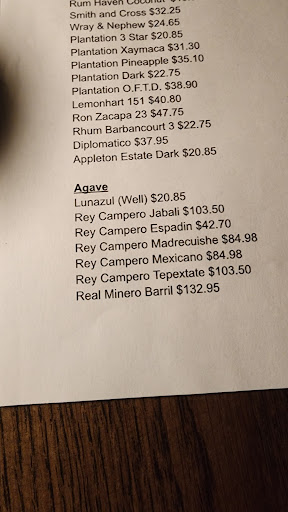 Rum Haven Coconut
Smith and Cross $32.25
Wray & Nephew $24.65
Plantation 3 Star $20.85
Plantation Xaymaca $31.30
Plantation Pineapple $35.10
Plantation Dark $22.75
Plantation O.F.T.D. $38.90
Lemonhart 151 $40.80
Ron Zacapa 23 $47.75
Rhum Barbancourt 3 $22.75
Diplomatico $37.95
Appleton Estate Dark $20.85
Agave
Lunazul (Well) $20.85
Rey Campero Jabali $103.50
Rey Campero Espadin $42.70
Rey Campero Madrecuishe $84.98
Rey Campero Mexicano $84.98
Rey Campero Tepextate $103.50
Real Minero Barril $132.95